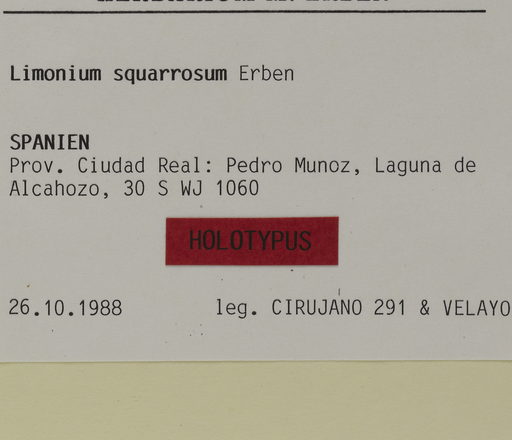 Limonium squarrosum Erben
SPANIEN
Prov. Ciudad Real: Pedro Munoz, Laguna de
Alcahozo, 30 S WJ 1060
HOLOTYPUS
26.10.1988 leg. CIRUJANO 291 & VELAYO